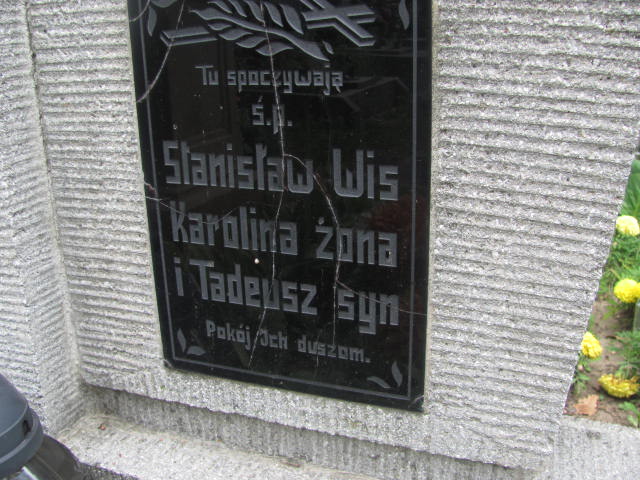 Tu spoczywają
ś.p.
Stanisław Wis
Karolina żona
i Tadeusz syn
Pokój Ich duszom.